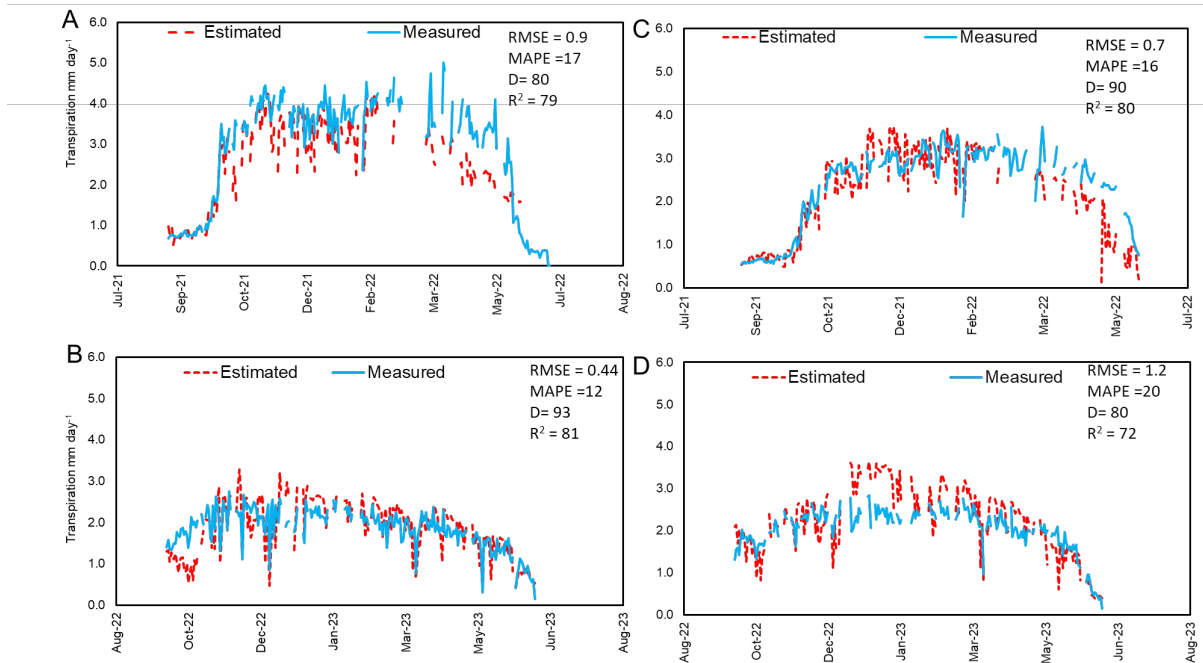 A
Estimated
Measured
RMSE = 0.9
MAPE =17
D= 80
R² = 79
Transpiration mm day⁻¹
6.0
5.0
4.0
3.0
2.0
1.0
0.0
Jul-21
Sep-21
Oct-21
Dec-21
Feb-22
Mar-22
May-22
Jul-22
Aug-22
C
Estimated
Measured
RMSE = 0.7
MAPE =16
D= 90
R² = 80
6.0
5.0
4.0
3.0
2.0
1.0
0.0
Jul-21
Sep-21
Oct-21
Dec-21
Feb-22
Mar-22
May-22
Jul-22
B
Estimated
Measured
RMSE = 0.44
MAPE =12
D= 93
R² = 81
Transpiration mm day⁻¹
6.0
5.0
4.0
3.0
2.0
1.0
0.0
Aug-22
Oct-22
Dec-22
Jan-23
Mar-23
May-23
Jun-23
Aug-23
D
Estimated
Measured
RMSE = 1.2
MAPE =20
D= 80
R² = 72
6.0
5.0
4.0
3.0
2.0
1.0
0.0
Aug-22
Oct-22
Dec-22
Jan-23
Mar-23
May-23
Jun-23
Aug-23